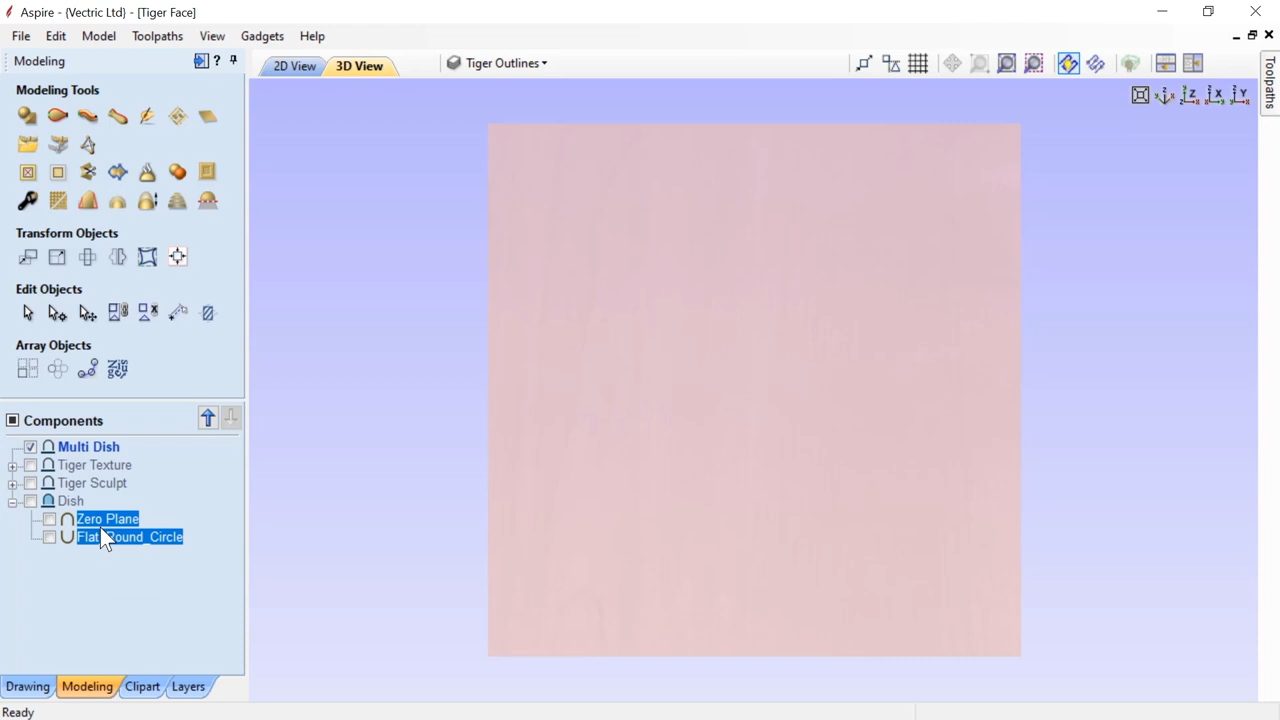 Aspire - {Vectric Ltd} - [Tiger Face]
File Edit Model Toolpaths View Gadgets Help
Modeling
2D View 3D View Tiger Outlines
Toolpaths
Modeling Tools
Transform Objects
Edit Objects
Array Objects
Components
Multi Dish
Tiger Texture
Tiger Sculpt
Dish
Zero Plane
Flat_Round_Circle
Drawing Modeling Clipart Layers
Ready